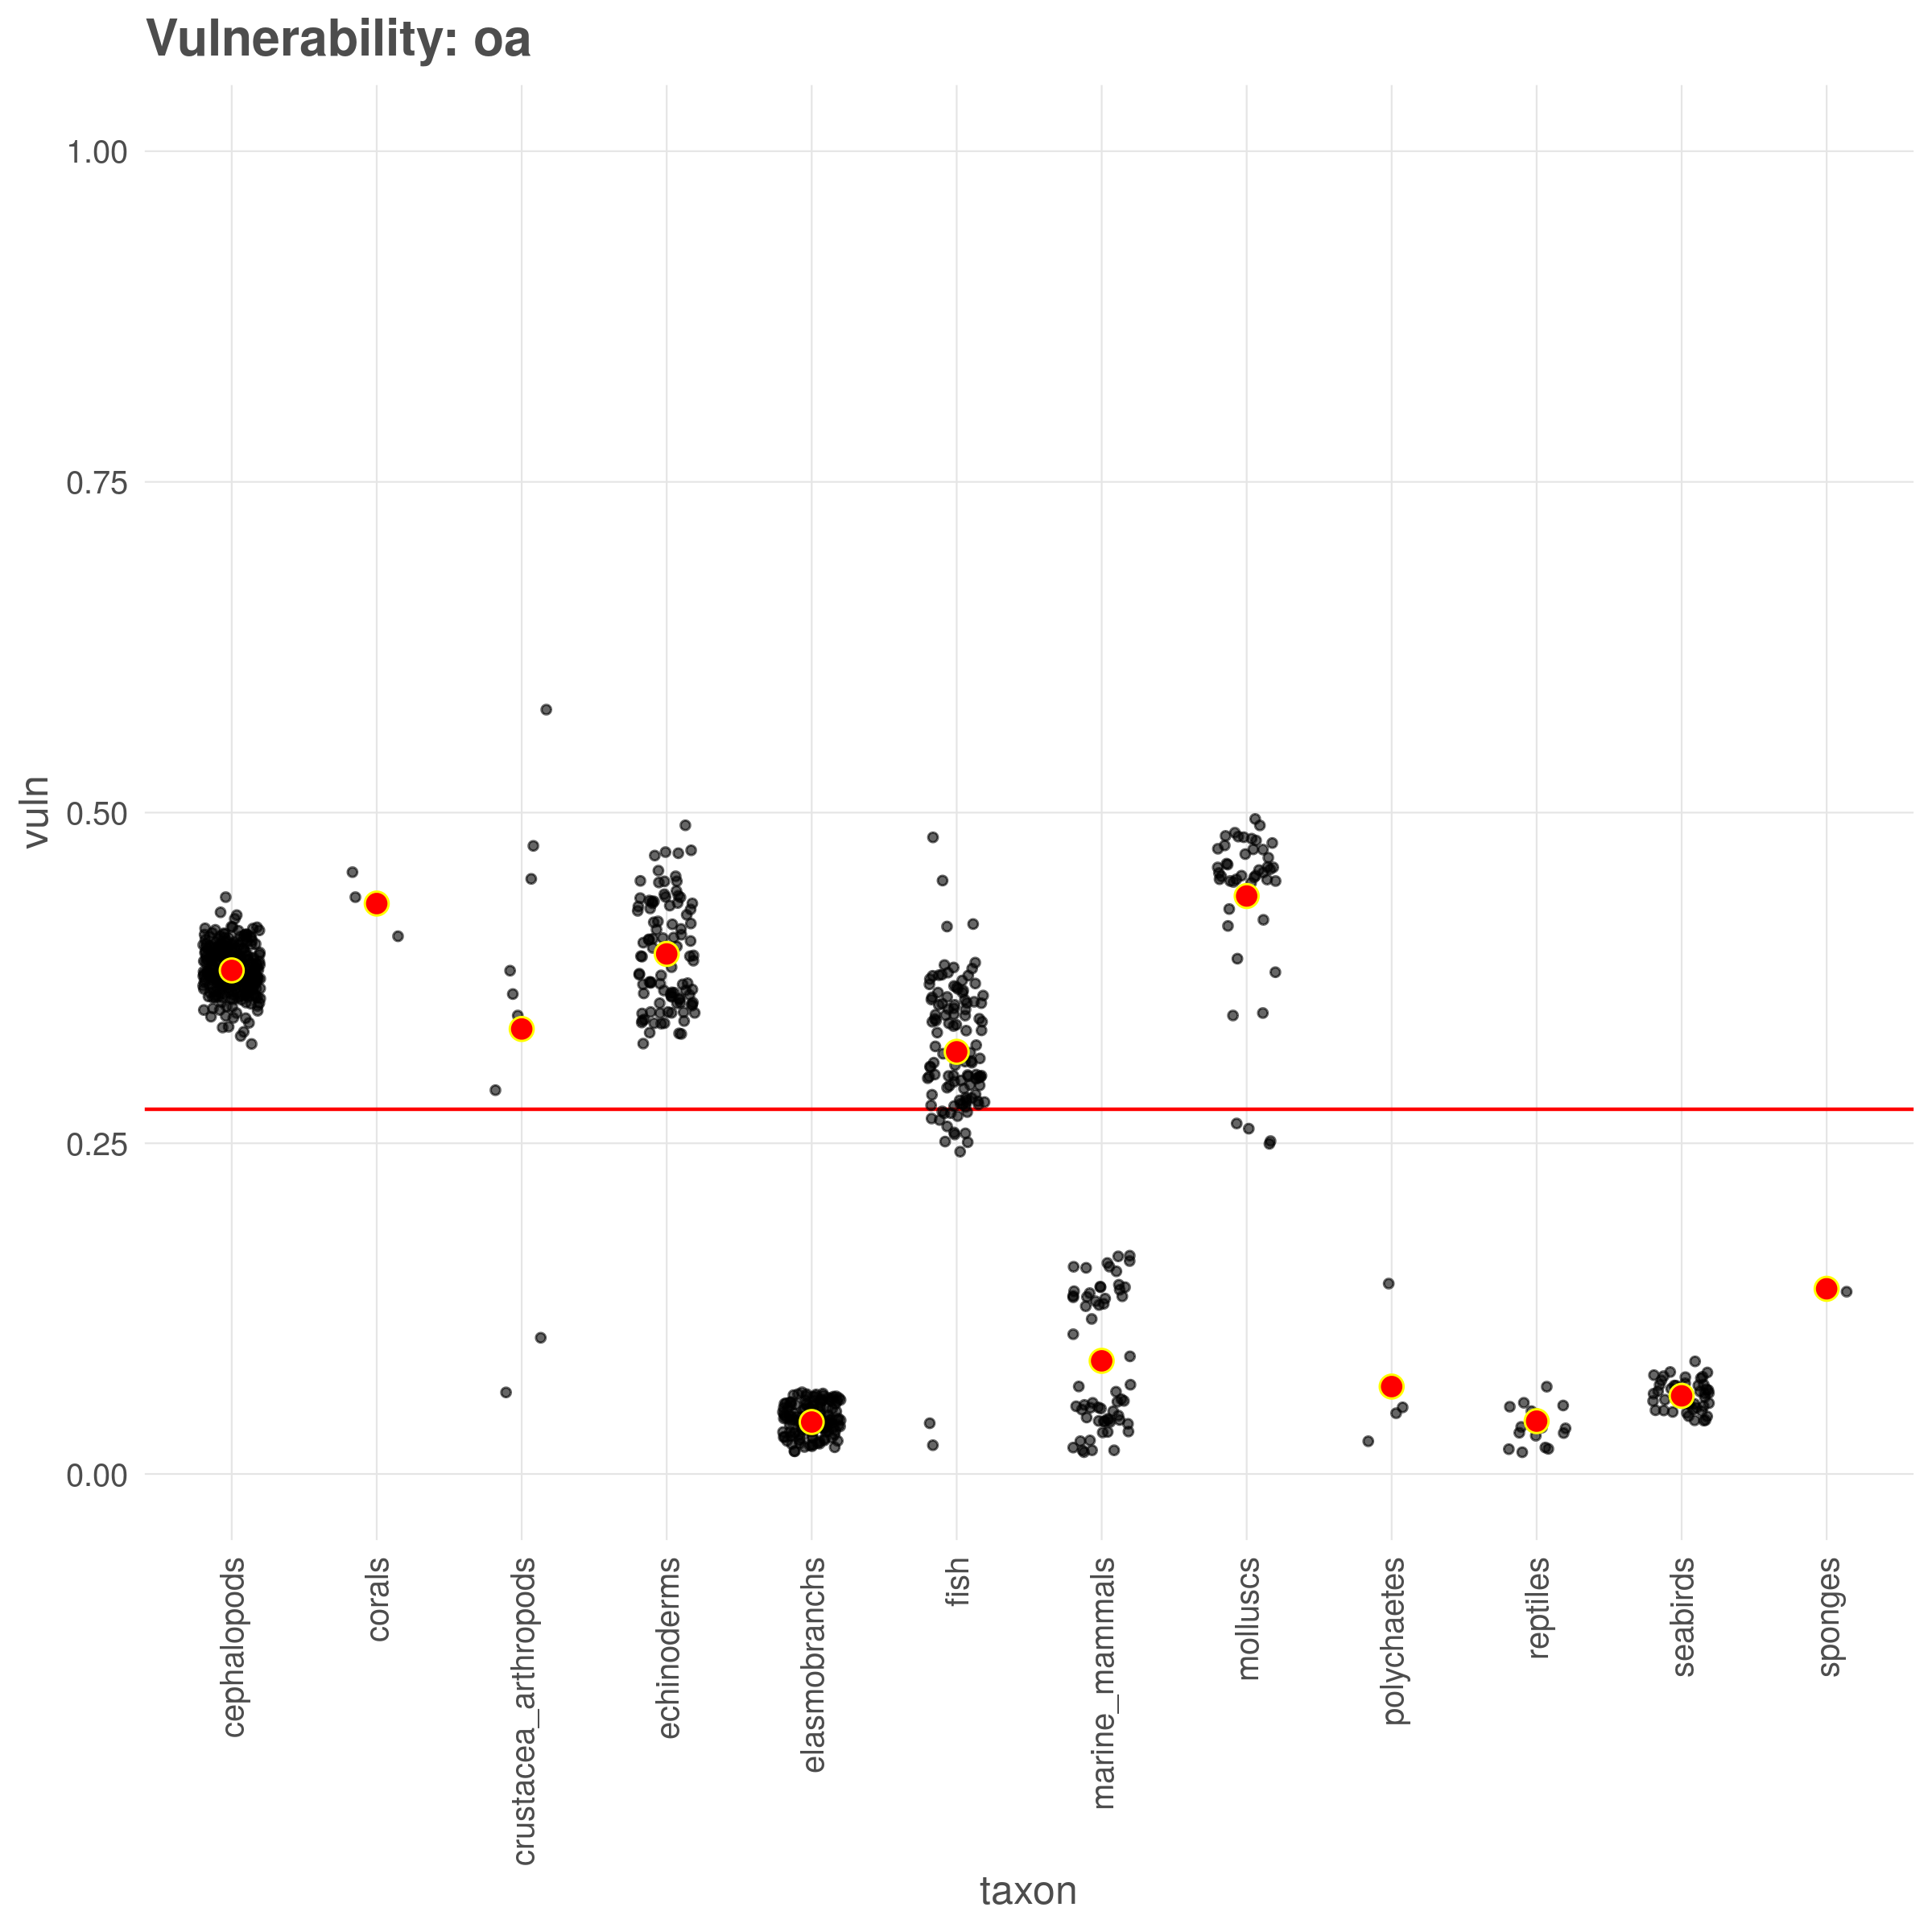 Vulnerability: oa
vuln
1.00
0.75
0.50
0.25
0.00
cephalopods
corals
crustacea_arthropods
echinoderms
elasmobranchs
fish
marine_mammals
molluscs
polychaetes
reptiles
seabirds
sponges
taxon